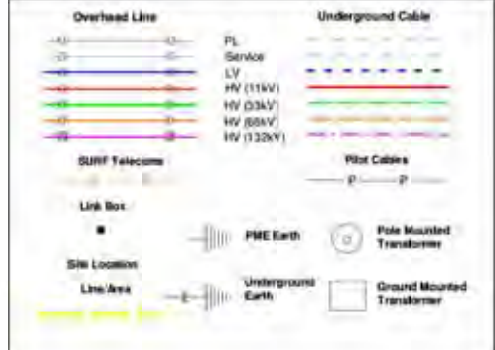 Overhead Line Underground Cable
PL
Service
LV
HV (11kV)
HV (33kV)
HV (66kV)
HV (132kV)
SURF Telecoms Pilot Cables
P P
Link Box
PME Earth Pole Mounted
Transformer
Site Location
Line/Area Underground
Earth Ground Mounted
Transformer